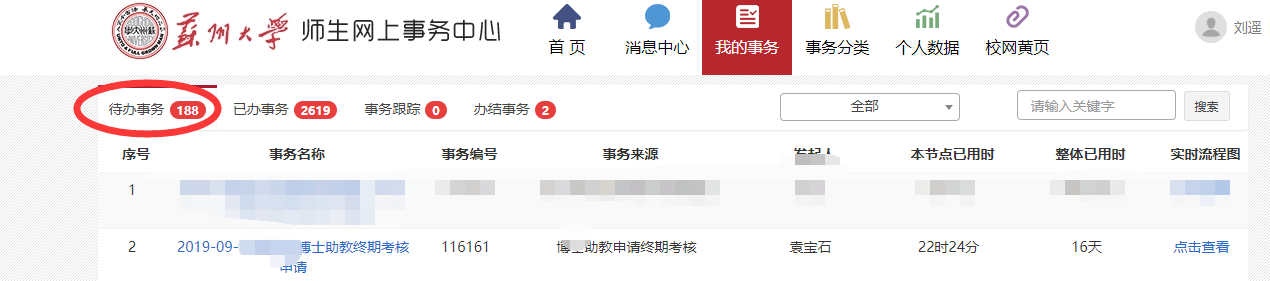 蘇州大學 师生网上事务中心
首 页 消息中心 我的事务 事务分类 个人数据 校网黄页 刘遥
待办事务 188 已办事务 2619 事务跟踪 0 办结事务 2 全部 请输入关键字 搜索
序号 事务名称 事务编号 事务来源 发起人 本节点已用时 整体已用时 实时流程图
1
2 2019-09- 博士助教终期考核 116161 博士助教申请终期考核 袁宝石 22时24分 16天 点击查看
申请